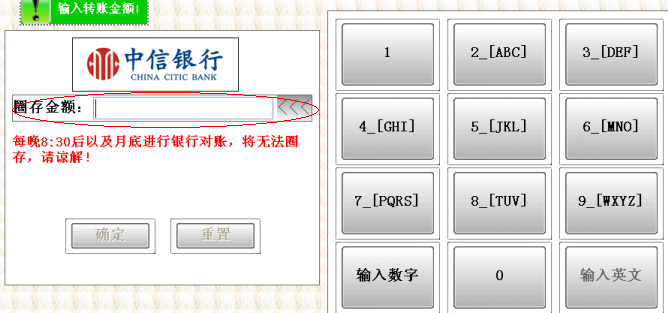 输入转账金额!
中信银行
CHINA CITIC BANK
圈存金额:
每晚8:30后以及月底进行银行对账，将无法圈
存，请谅解!
确定 重置
1 2_[ABC] 3_[DEF]
4_[GHI] 5_[JKL] 6_[MNO]
7_[PQRS] 8_[TUV] 9_[WXYZ]
输入数字 0 输入英文